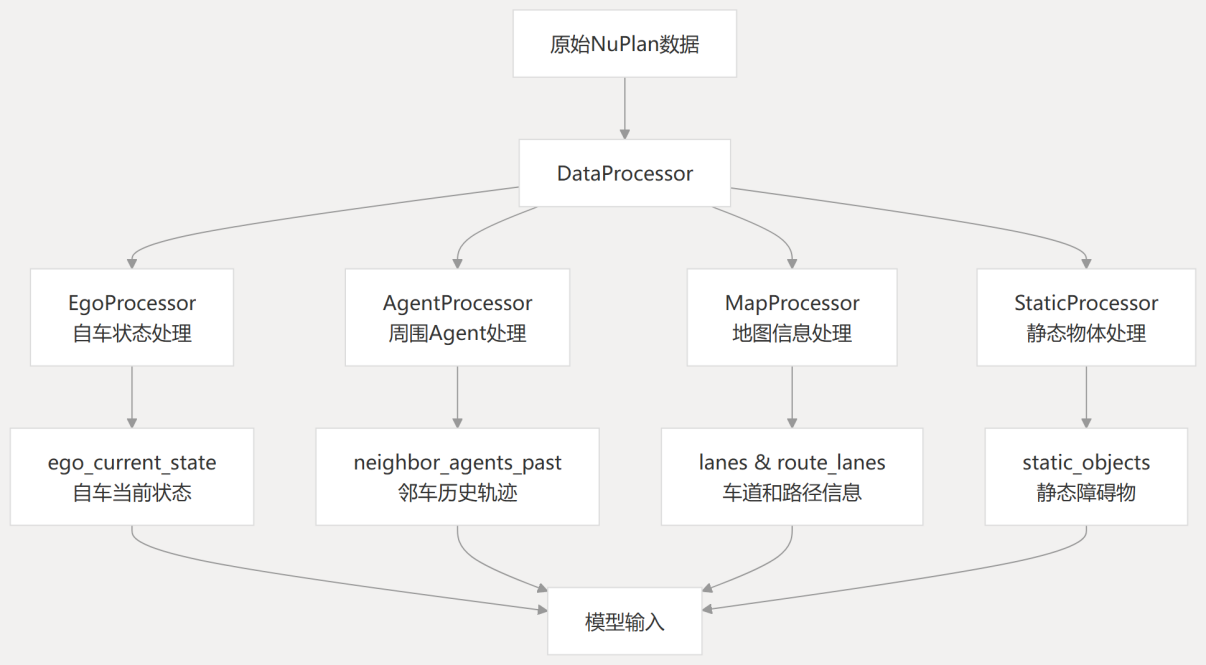 原始NuPlan数据
DataProcessor
EgoProcessor
自车状态处理
AgentProcessor
周围Agent处理
MapProcessor
地图信息处理
StaticProcessor
静态物体处理
ego_current_state
自车当前状态
neighbor_agents_past
邻车历史轨迹
lanes & route_lanes
车道和路径信息
static_objects
静态障碍物
模型输入